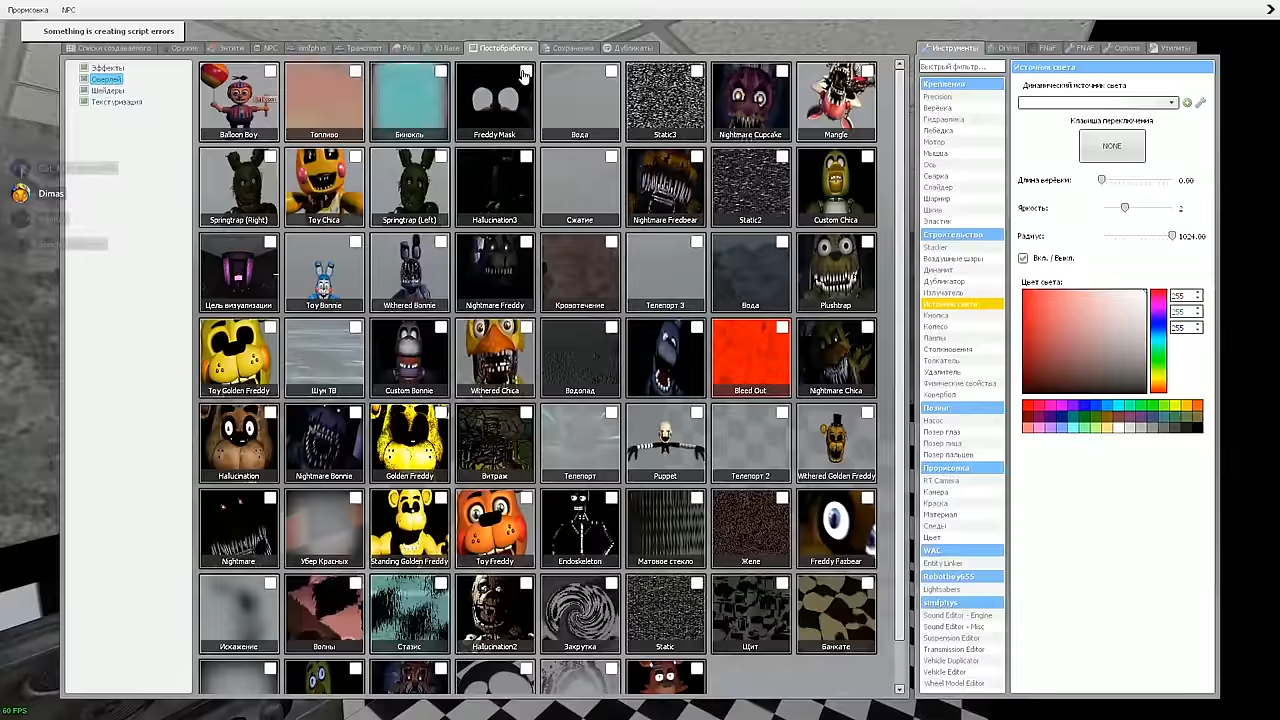 Прорисовка NPC
Something is creating script errors
Списки создаваемого Оружие Энтити NPC simfphys Транспорт Pills VJ Base Постобработка Сохранения Дубликаты
Эффекты
Оверлей
Шейдеры
Текстуризация
Dimas
Balloon Boy Топливо Бинокль Freddy Mask Вода Static3 Nightmare Cupcake Mangle
Springtrap (Right) Toy Chica Springtrap (Left) Hallucination3 Сжатие Nightmare Fredbear Static2 Custom Chica
Цель визуализации Toy Bonnie Withered Bonnie Nightmare Freddy Кровотечение Телепорт 3 Вода Plushtrap
Toy Golden Freddy Шум ТВ Custom Bonnie Withered Chica Водопад Bleed Out Nightmare Chica
Hallucination Nightmare Bonnie Golden Freddy Витраж Телепорт Puppet Телепорт 2 Withered Golden Freddy
Nightmare Убер Красных Standing Golden Freddy Toy Freddy Endoskeleton Матовое стекло Желе Freddy Fazbear
Искажение Волны Стазис Hallucination2 Закрутка Static Щит Банкате
Инструменты DrVrej FNaF FNAF Options Утилиты
Быстрый фильтр...
Крепления
Precision
Верёвка
Гидравлика
Лебёдка
Мотор
Мышца
Ось
Сварка
Слайдер
Шарнир
Шкив
Эластик
Строительство
Stacker
Воздушные шары
Динамит
Дубликатор
Излучатель
Источник света
Кнопка
Колесо
Лампы
Столкновения
Толкатель
Удалитель
Физические свойства
Ховербол
Позинг
Насос
Позер глаз
Позер лица
Позер пальцев
Прорисовка
RT Camera
Камера
Краска
Материал
Следы
Цвет
WAC
Entity Linker
Robotboy655
Lightsabers
simfphys
Sound Editor - Engine
Sound Editor - Misc
Suspension Editor
Transmission Editor
Vehicle Duplicator
Vehicle Editor
Wheel Model Editor
Источник света
Динамический источник света
Клавиша переключения
NONE
Длина верёвки: 0.00
Яркость: 2
Радиус: 1024.00
Вкл. / Выкл.
Цвет света:
255
255
255
60 FPS